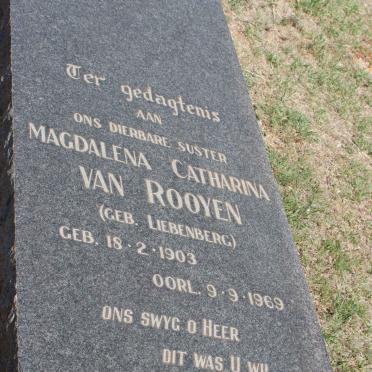 Ter gedagtenis
AAN
ONS DIERBARE SUSTER
MAGDALENA CATHARINA
VAN ROOYEN
(GEB. LIEBENBERG)
GEB. 18·2·1903
OORL. 9·9·1969
ONS SWYG O HEER
DIT WAS U WIL